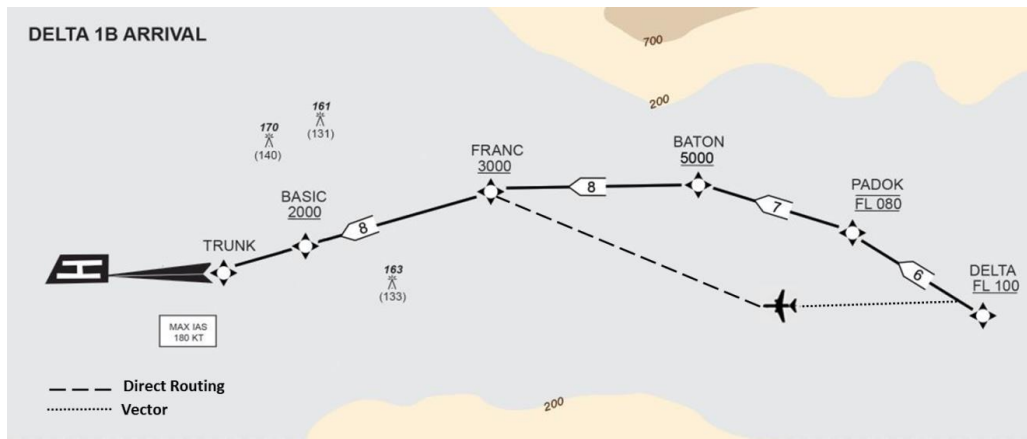 DELTA 1B ARRIVAL
700
200
161
(131)
170
(140)
FRANC
3000
8
BATON
5000
7
PADOK
FL 080
6
DELTA
FL 100
BASIC
2000
8
TRUNK
H
163
(133)
MAX IAS
180 KT
Direct Routing
Vector
200